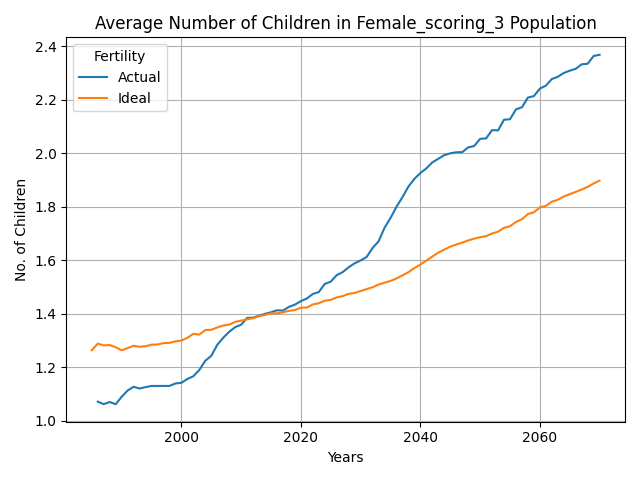 Average Number of Children in Female_scoring_3 Population
Fertility
Actual
Ideal
No. of Children
2.4
2.2
2.0
1.8
1.6
1.4
1.2
1.0
2000 2020 2040 2060
Years